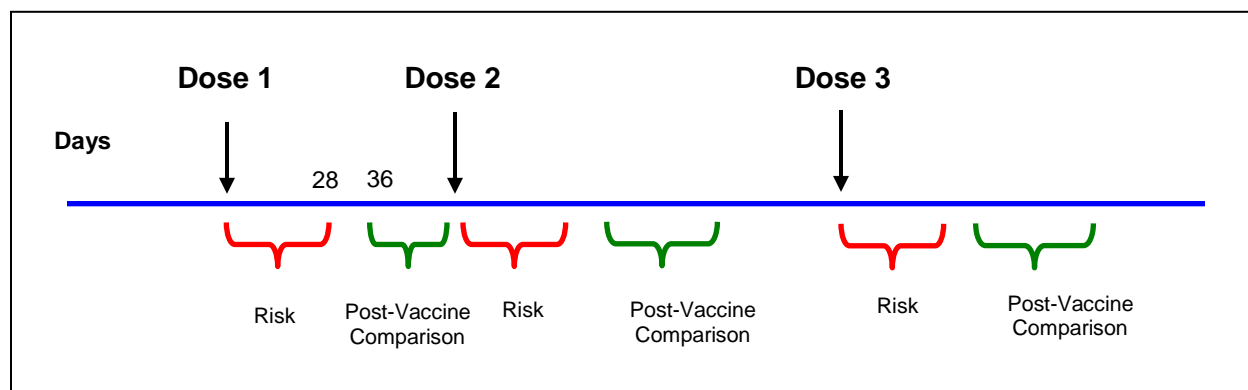 Dose 1
Dose 2
Dose 3
Days
28
36
Risk
Post-Vaccine
Comparison
Risk
Post-Vaccine
Comparison
Risk
Post-Vaccine
Comparison